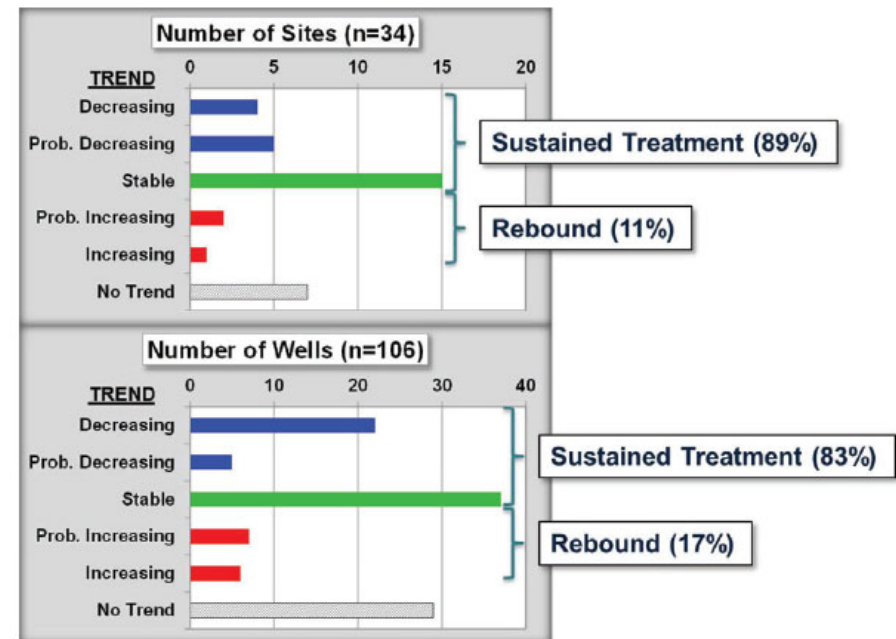 Number of Sites (n=34)
0 5 10 15 20
TREND
Decreasing
Prob. Decreasing
Stable
Prob. Increasing
Increasing
No Trend
Sustained Treatment (89%)
Rebound (11%)
Number of Wells (n=106)
0 10 20 30 40
TREND
Decreasing
Prob. Decreasing
Stable
Prob. Increasing
Increasing
No Trend
Sustained Treatment (83%)
Rebound (17%)